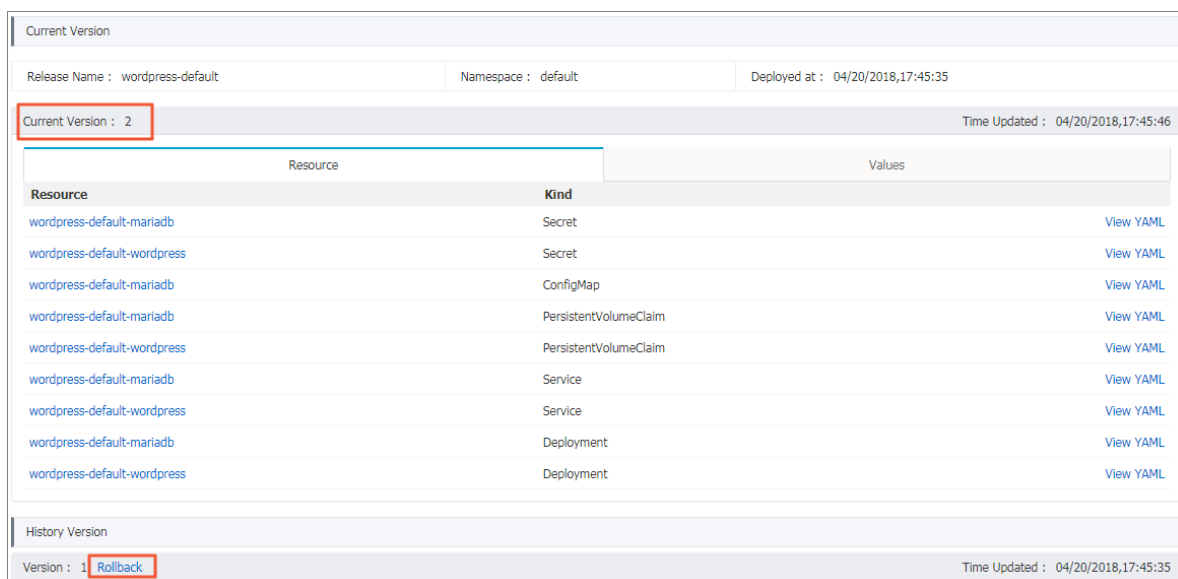 Current Version
Release Name : wordpress-default Namespace : default Deployed at : 04/20/2018,17:45:35
Current Version : 2 Time Updated : 04/20/2018,17:45:46
Resource Values
Resource Kind
wordpress-default-mariadb Secret View YAML
wordpress-default-wordpress Secret View YAML
wordpress-default-mariadb ConfigMap View YAML
wordpress-default-mariadb PersistentVolumeClaim View YAML
wordpress-default-wordpress PersistentVolumeClaim View YAML
wordpress-default-mariadb Service View YAML
wordpress-default-wordpress Service View YAML
wordpress-default-mariadb Deployment View YAML
wordpress-default-wordpress Deployment View YAML
History Version
Version : 1 Rollback Time Updated : 04/20/2018,17:45:35